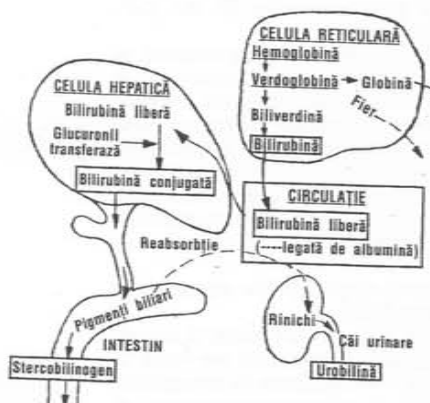 CELULA RETICULARĂ
Hemoglobină
Verdoglobină
Globină
Fier
Biliverdină
Bilirubină
CELULA HEPATICĂ
Bilirubină liberă
Glucuronil
transferază
Bilirubină conjugată
CIRCULAȚIE
Bilirubină liberă
(----legată de albumină)
Reabsorbție
Pigmenți biliari
INTESTIN
Stercobilinogen
Rinichi
Căi urinare
Urobilină